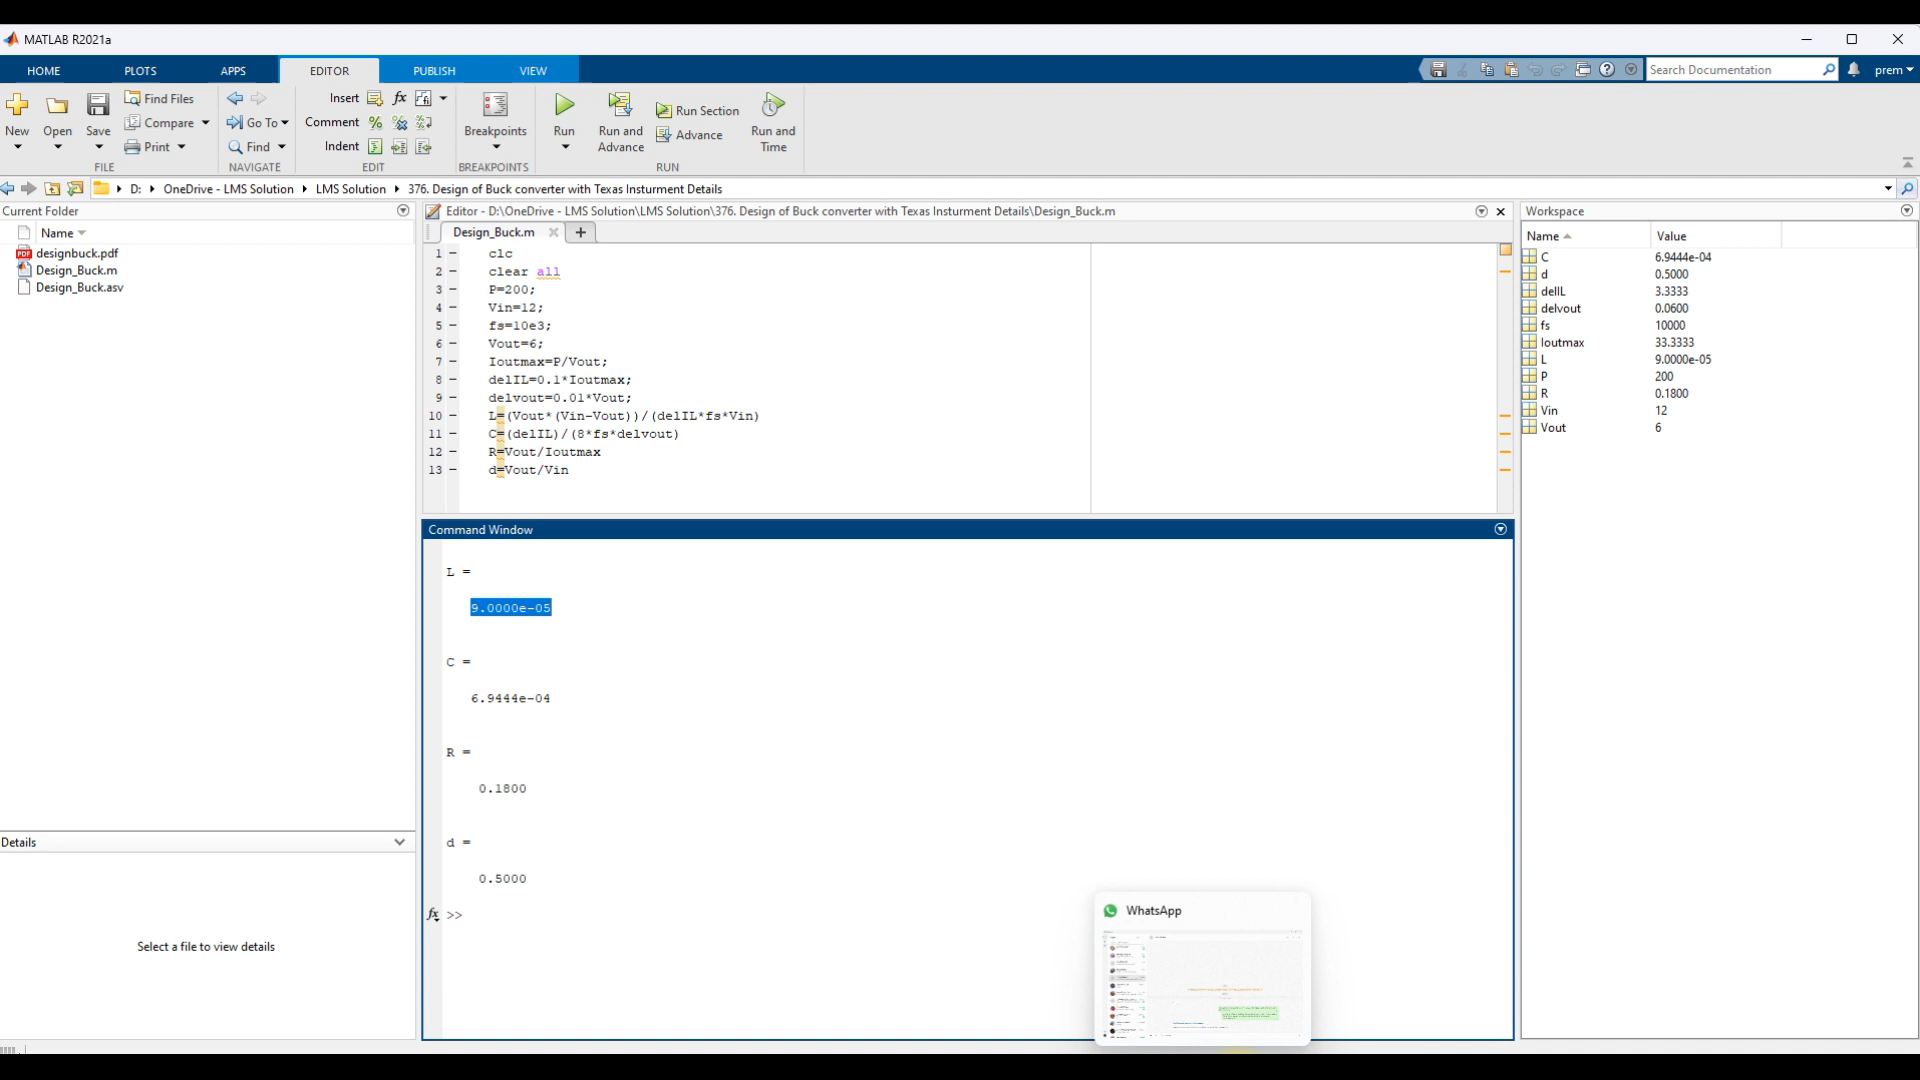 MATLAB R2021a
HOME PLOTS APPS EDITOR PUBLISH VIEW
Search Documentation
prem
New
Open
Save
Find Files
Compare
Print
FILE
Go To
Find
NAVIGATE
Insert
Comment
Indent
EDIT
Breakpoints
BREAKPOINTS
Run
Run and
Advance
Run Section
Advance
Run and
Time
RUN
D: OneDrive - LMS Solution LMS Solution 376. Design of Buck converter with Texas Insturment Details
Current Folder
Name
designbuck.pdf
Design_Buck.m
Design_Buck.asv
Details
Select a file to view details
Editor - D:\OneDrive - LMS Solution\LMS Solution\376. Design of Buck converter with Texas Insturment Details\Design_Buck.m
Design_Buck.m
1 - clc
2 - clear all
3 - P=200;
4 - Vin=12;
5 - fs=10e3;
6 - Vout=6;
7 - Ioutmax=P/Vout;
8 - delIL=0.1*Ioutmax;
9 - delvout=0.01*Vout;
10 - L=(Vout*(Vin-Vout))/(delIL*fs*Vin)
11 - C=(delIL)/(8*fs*delvout)
12 - R=Vout/Ioutmax
13 - d=Vout/Vin
Command Window
L =
9.0000e-05
C =
6.9444e-04
R =
0.1800
d =
0.5000
fx >>
WhatsApp
Workspace
Name Value
C 6.9444e-04
d 0.5000
delIL 3.3333
delvout 0.0600
fs 10000
Ioutmax 33.3333
L 9.0000e-05
P 200
R 0.1800
Vin 12
Vout 6